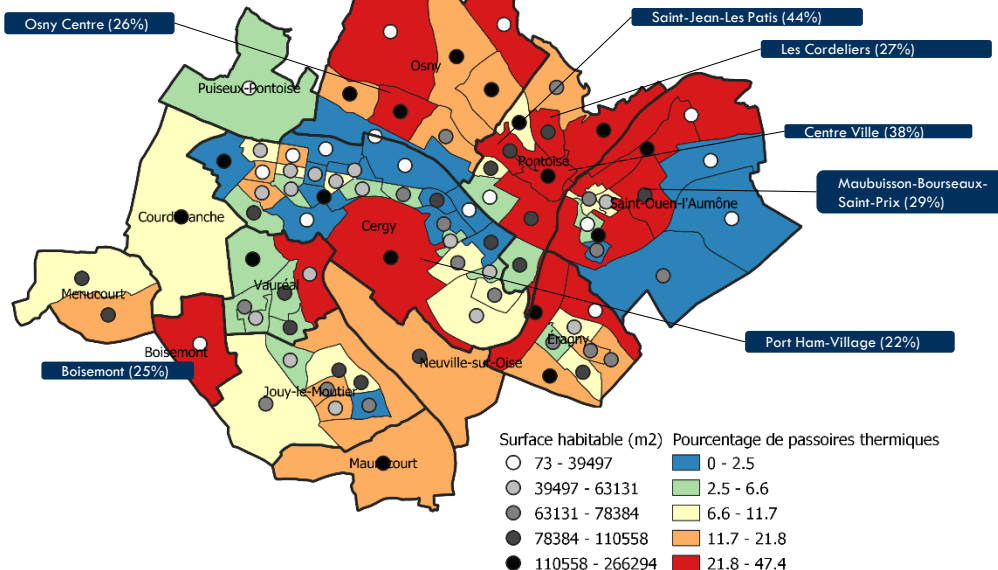 Osny Centre (26%)
Saint-Jean-Les Patis (44%)
Les Cordeliers (27%)
Osny
Puiseux-Pontoise
Centre Ville (38%)
Pontoise
Maubuisson-Bourseaux-
Saint-Prix (29%)
Saint-Ouen-l'Aumône
Courdimanche
Cergy
Vauréal
Menucourt
Port Ham-Village (22%)
Eragny
Boisemont
Neuville-sur-Oise
Boisemont (25%)
Jouy-le-Moutier
Maurecourt
Surface habitable (m2)
73 - 39497
39497 - 63131
63131 - 78384
78384 - 110558
110558 - 266294
Pourcentage de passoires thermiques
0 - 2.5
2.5 - 6.6
6.6 - 11.7
11.7 - 21.8
21.8 - 47.4